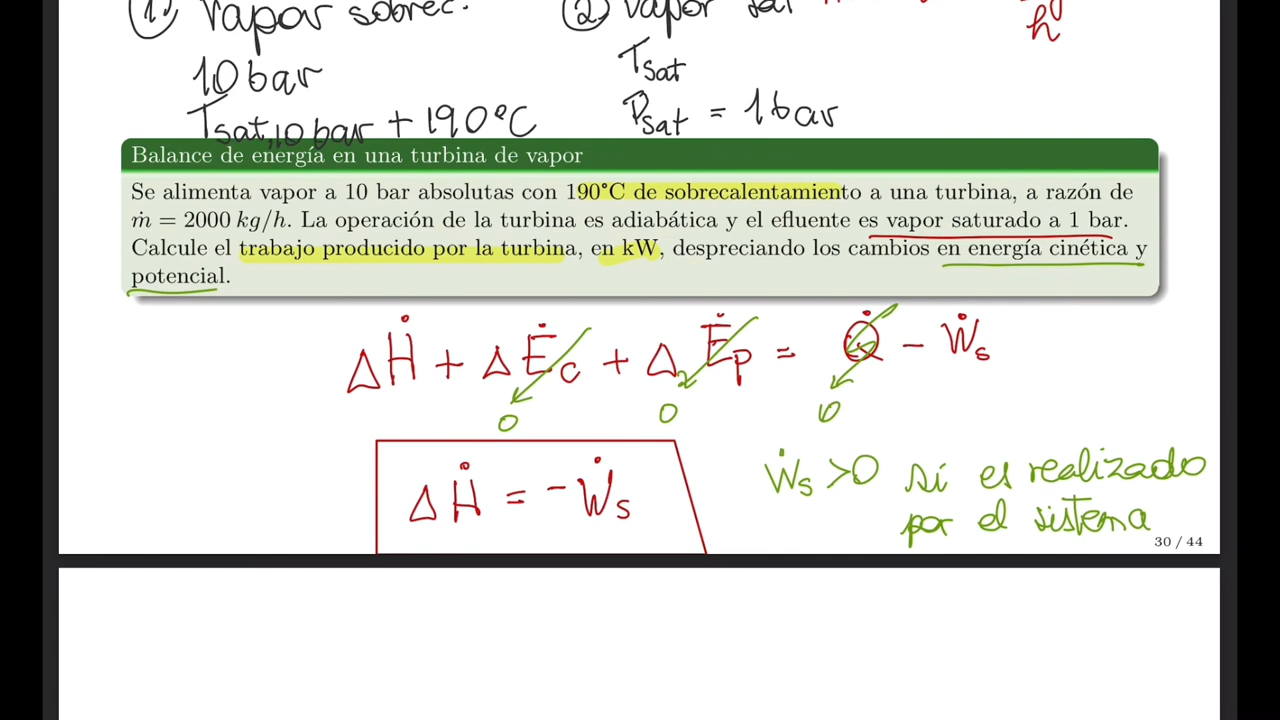 ① Vapor sobrec.
② Vapor sat
h
10 bar
Tsat
Tsat,10 bar + 190°C
Psat = 1 bar
Balance de energía en una turbina de vapor
Se alimenta vapor a 10 bar absolutas con 190°C de sobrecalentamiento a una turbina, a razón de
ṁ = 2000 kg/h. La operación de la turbina es adiabática y el efluente es vapor saturado a 1 bar.
Calcule el trabajo producido por la turbina, en kW, despreciando los cambios en energía cinética y
potencial.
ΔḢ + ΔĖc + ΔĖp = Q̇ - Ẇs
0 0 0
ΔḢ = -Ẇs
Ẇs >0 si es realizado
por el sistema
30 / 44